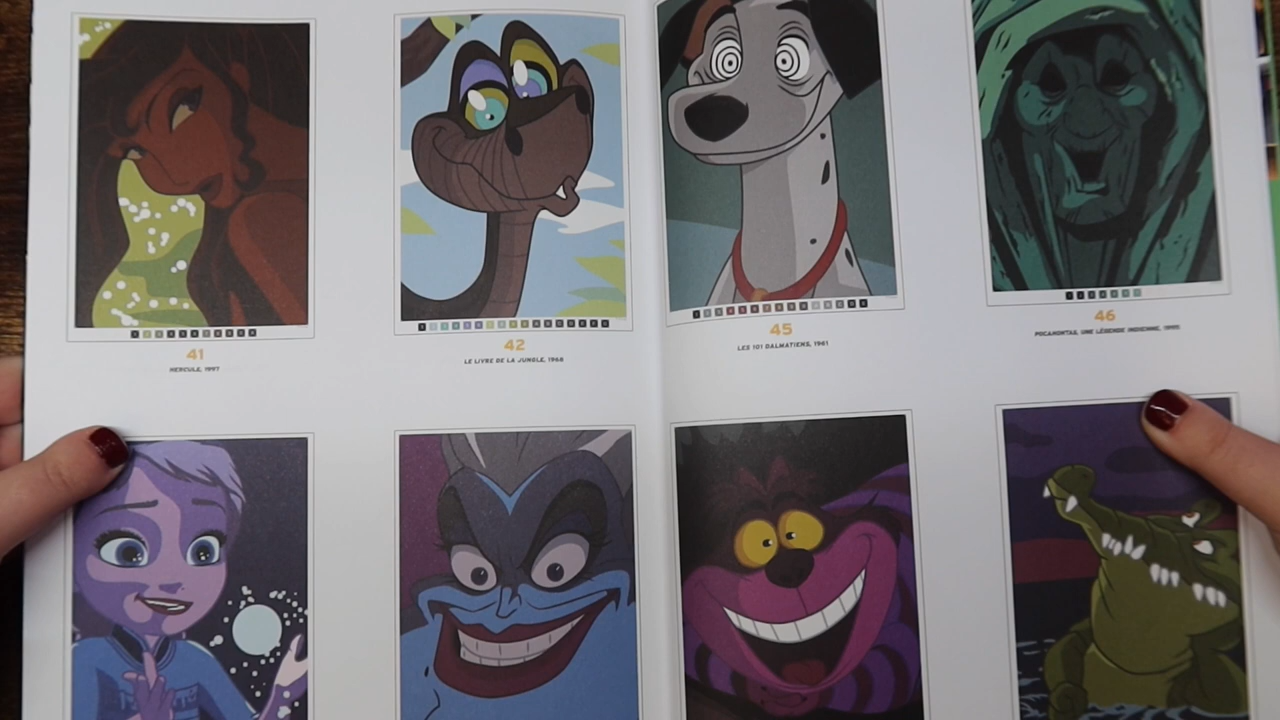 41
HERCULE, 1997
42
LE LIVRE DE LA JUNGLE, 1968
45
LES 101 DALMATIENS, 1961
46
POCAHONTAS, UNE LÉGENDE INDIENNE, 1995